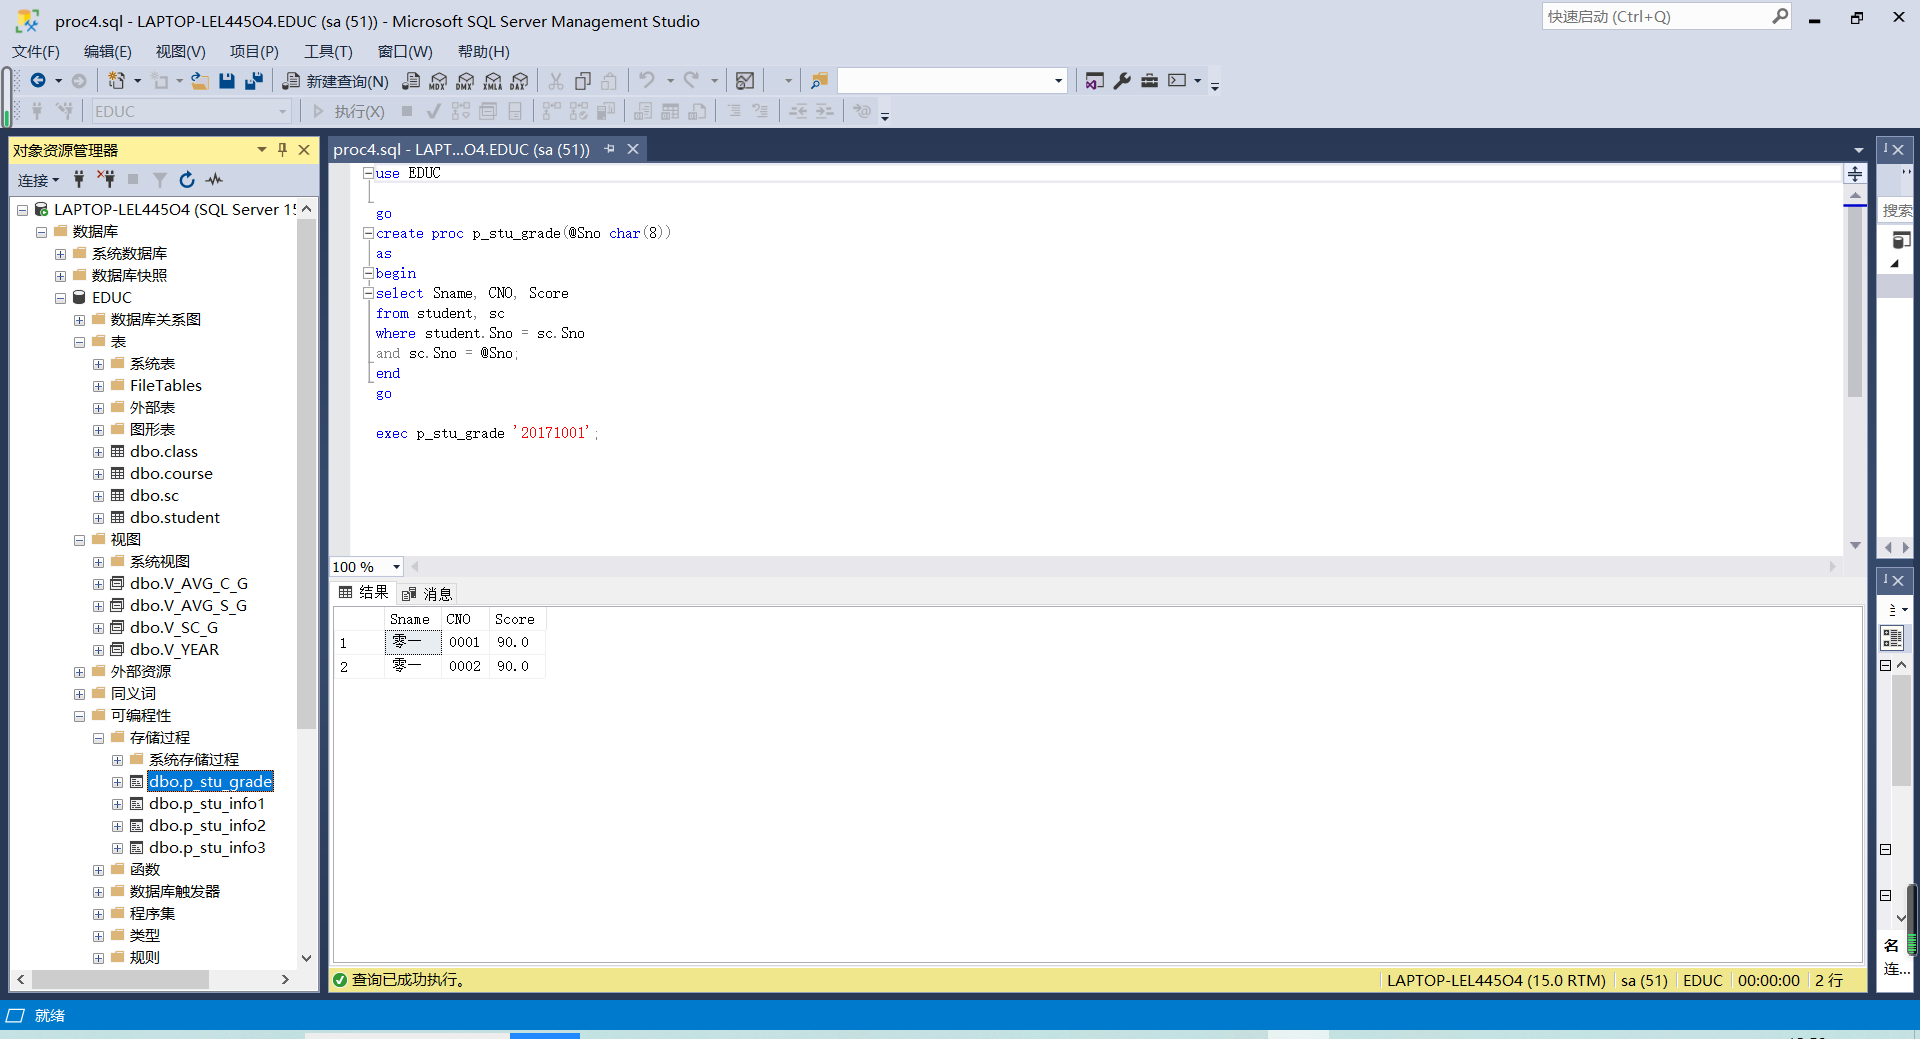 proc4.sql - LAPTOP-LEL445O4.EDUC (sa (51)) - Microsoft SQL Server Management Studio
快速启动 (Ctrl+Q)
文件(F) 编辑(E) 视图(V) 项目(P) 工具(T) 窗口(W) 帮助(H)
新建查询(N) MDX DMX XMLA DAX
EDUC 执行(X)
对象资源管理器
连接
LAPTOP-LEL445O4 (SQL Server 15
数据库
系统数据库
数据库快照
EDUC
数据库关系图
表
系统表
FileTables
外部表
图形表
dbo.class
dbo.course
dbo.sc
dbo.student
视图
系统视图
dbo.V_AVG_C_G
dbo.V_AVG_S_G
dbo.V_SC_G
dbo.V_YEAR
外部资源
同义词
可编程性
存储过程
系统存储过程
dbo.p_stu_grade
dbo.p_stu_info1
dbo.p_stu_info2
dbo.p_stu_info3
函数
数据库触发器
程序集
类型
规则
proc4.sql - LAPT...O4.EDUC (sa (51))
use EDUC
go
create proc p_stu_grade(@Sno char(8))
as
begin
select Sname, CNO, Score
from student, sc
where student.Sno = sc.Sno
and sc.Sno = @Sno;
end
go
exec p_stu_grade '20171001';
100 %
结果 消息
Sname CNO Score
1 零一 0001 90.0
2 零一 0002 90.0
查询已成功执行。
LAPTOP-LEL445O4 (15.0 RTM) sa (51) EDUC 00:00:00 2 行
搜索
名
连...
就绪